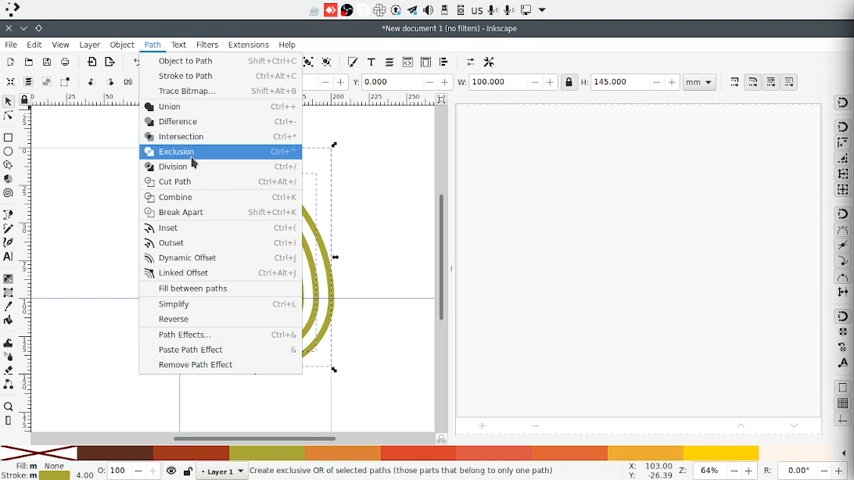 us
*New document 1 (no filters) - Inkscape
File Edit View Layer Object Path Text Filters Extensions Help
Object to Path Shift+Ctrl+C
Stroke to Path Ctrl+Alt+C
Trace Bitmap... Shift+Alt+B
Union Ctrl++
Difference Ctrl+-
Intersection Ctrl+*
Exclusion Ctrl+^
Division Ctrl+/
Cut Path Ctrl+Alt+/
Combine Ctrl+K
Break Apart Shift+Ctrl+K
Inset Ctrl+(
Outset Ctrl+)
Dynamic Offset Ctrl+J
Linked Offset Ctrl+Alt+J
Fill between paths
Simplify Ctrl+L
Reverse
Path Effects... Ctrl+&
Paste Path Effect &
Remove Path Effect
Y: 0.000 W: 100.000 H: 145.000 mm
25 50 200 225 250
Fill: m None
Stroke: m 4.00
O: 100
Layer 1
Create exclusive OR of selected paths (those parts that belong to only one path)
X: 103.00
Y: -26.39
Z: 64%
R: 0.00°